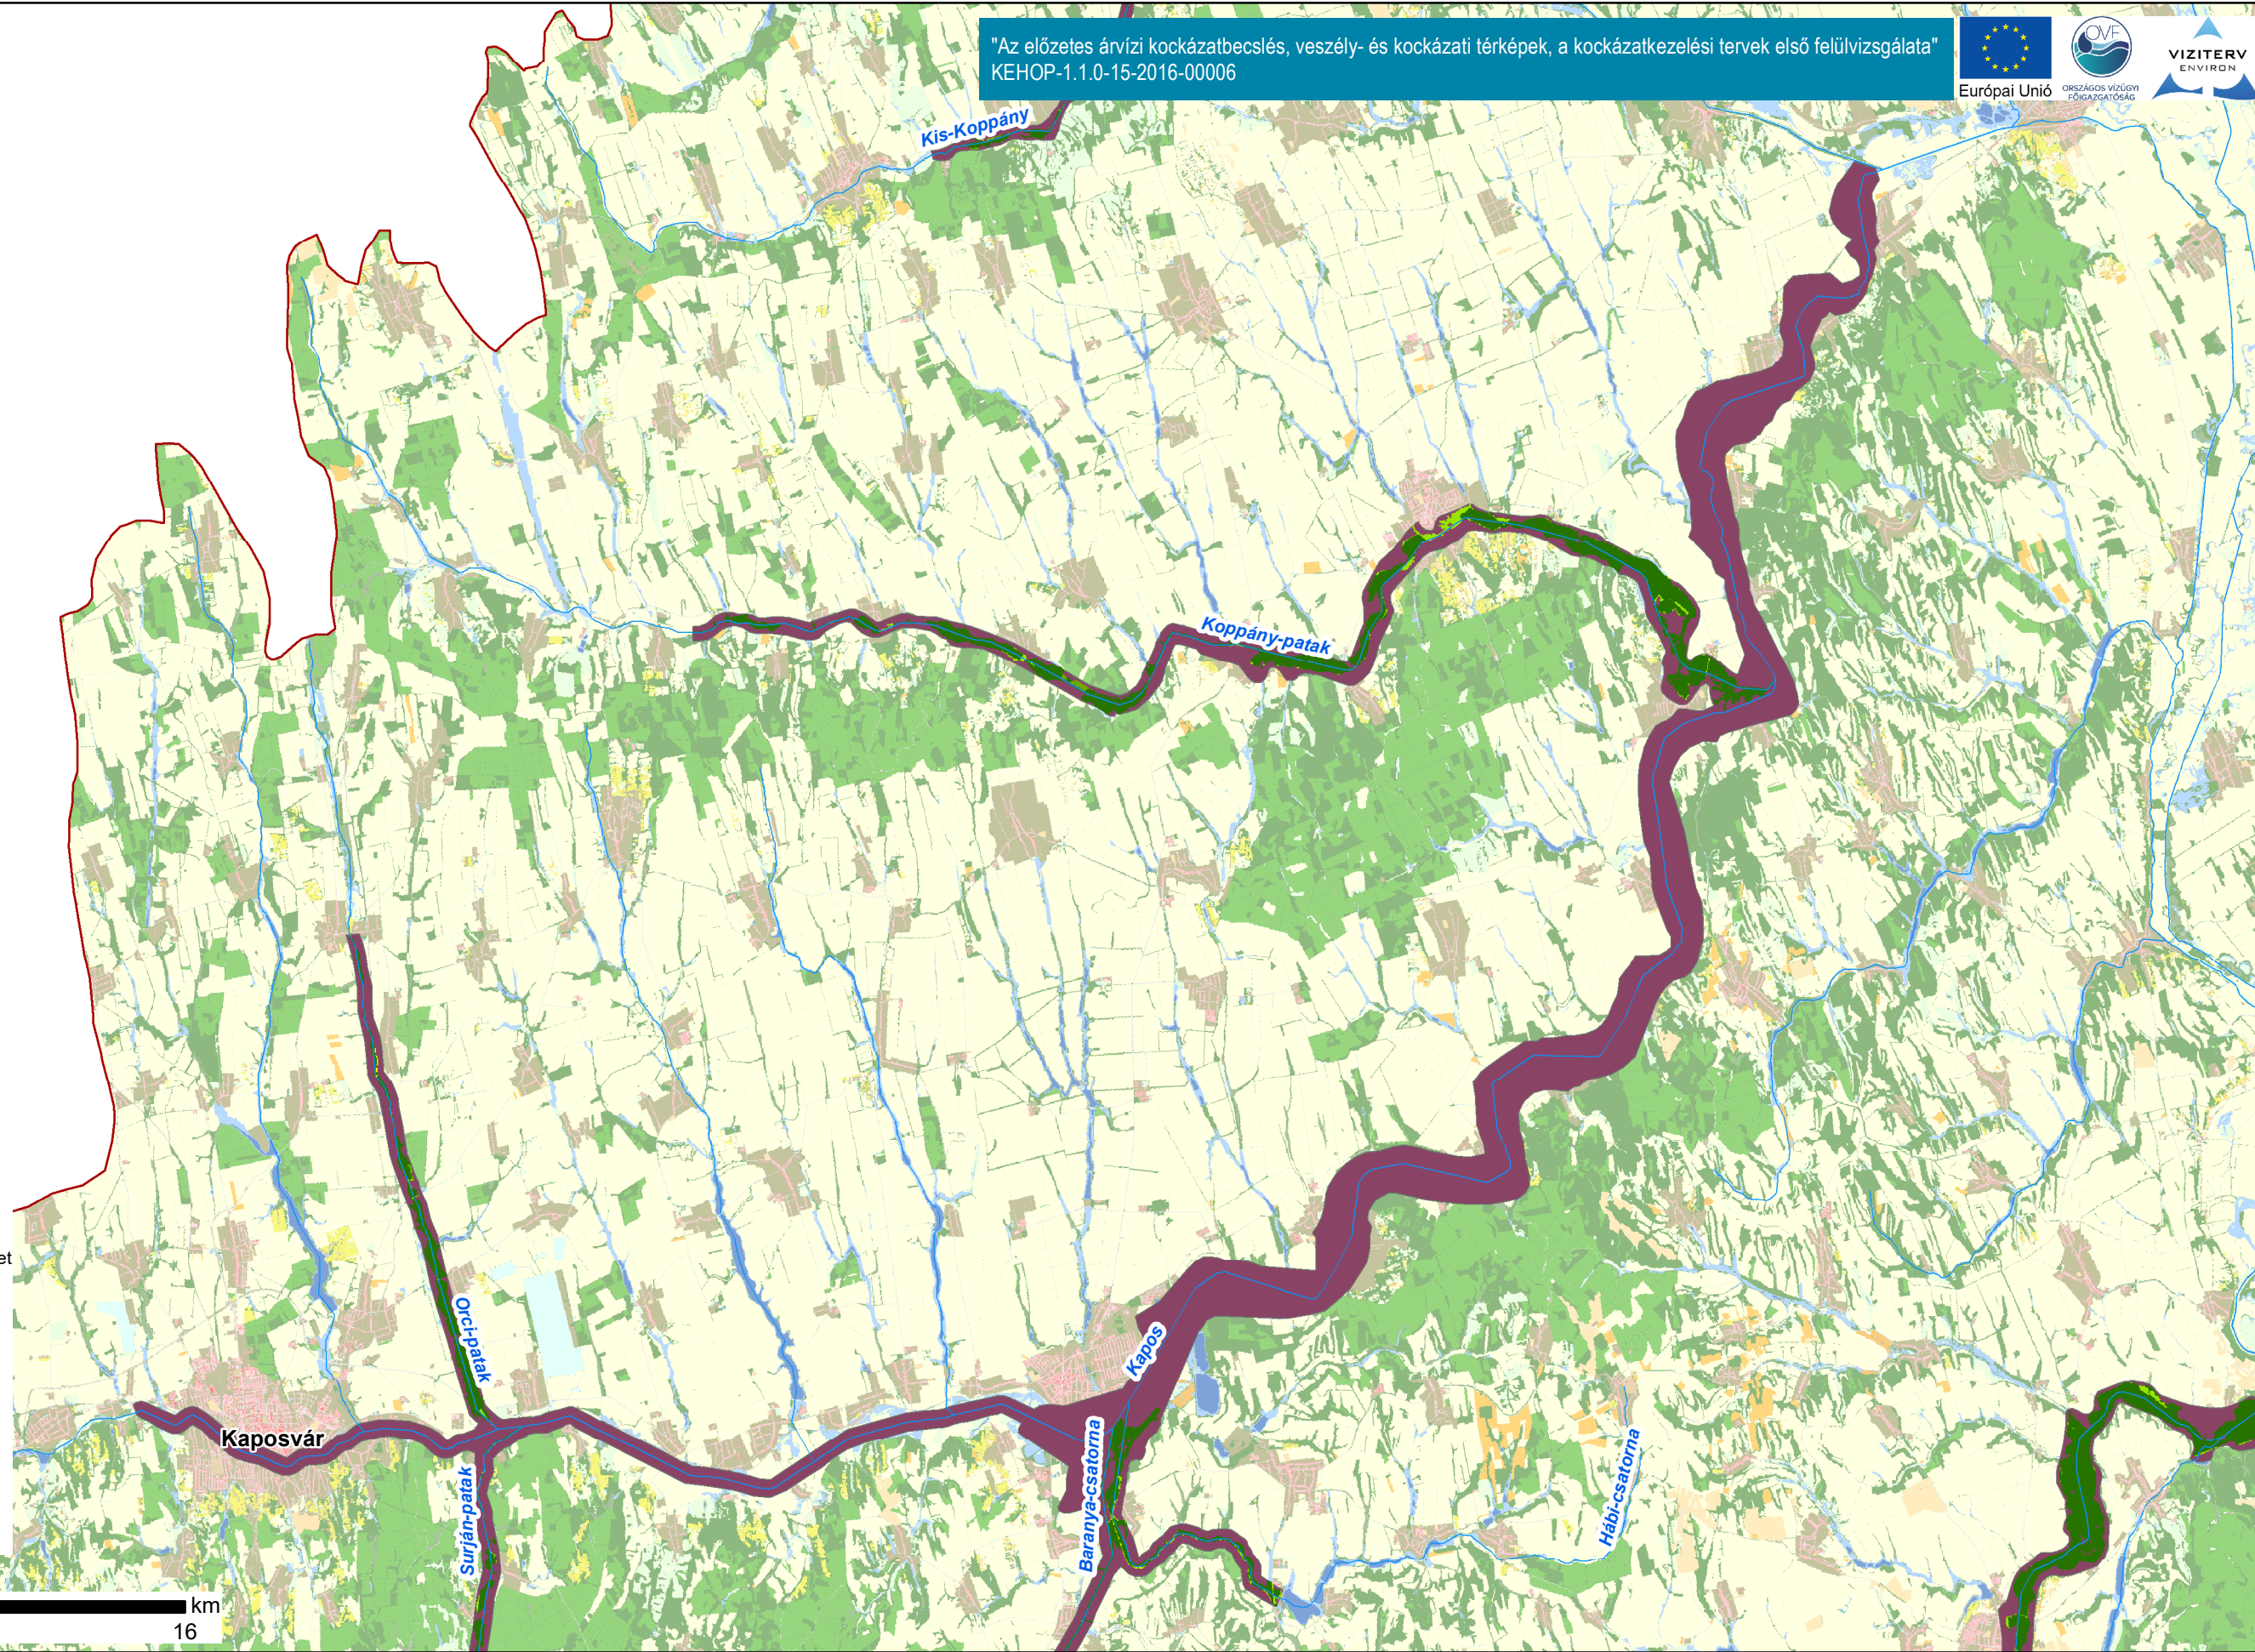 "Az előzetes árvízi kockázatbecslés, veszély- és kockázati térképek, a kockázatkezelési tervek első felülvizsgálata"
KEHOP-1.1.0-15-2016-00006
Európai Unió
OVF
ORSZÁGOS VÍZÜGYI
FŐIGAZGATÓSÁG
VIZITERV
ENVIRON
Kis-Koppány
Koppány-patak
et
Orci-patak
Kapos
Kaposvár
Baranya-csatorna
Surján-patak
Hábi-csatorna
km
16